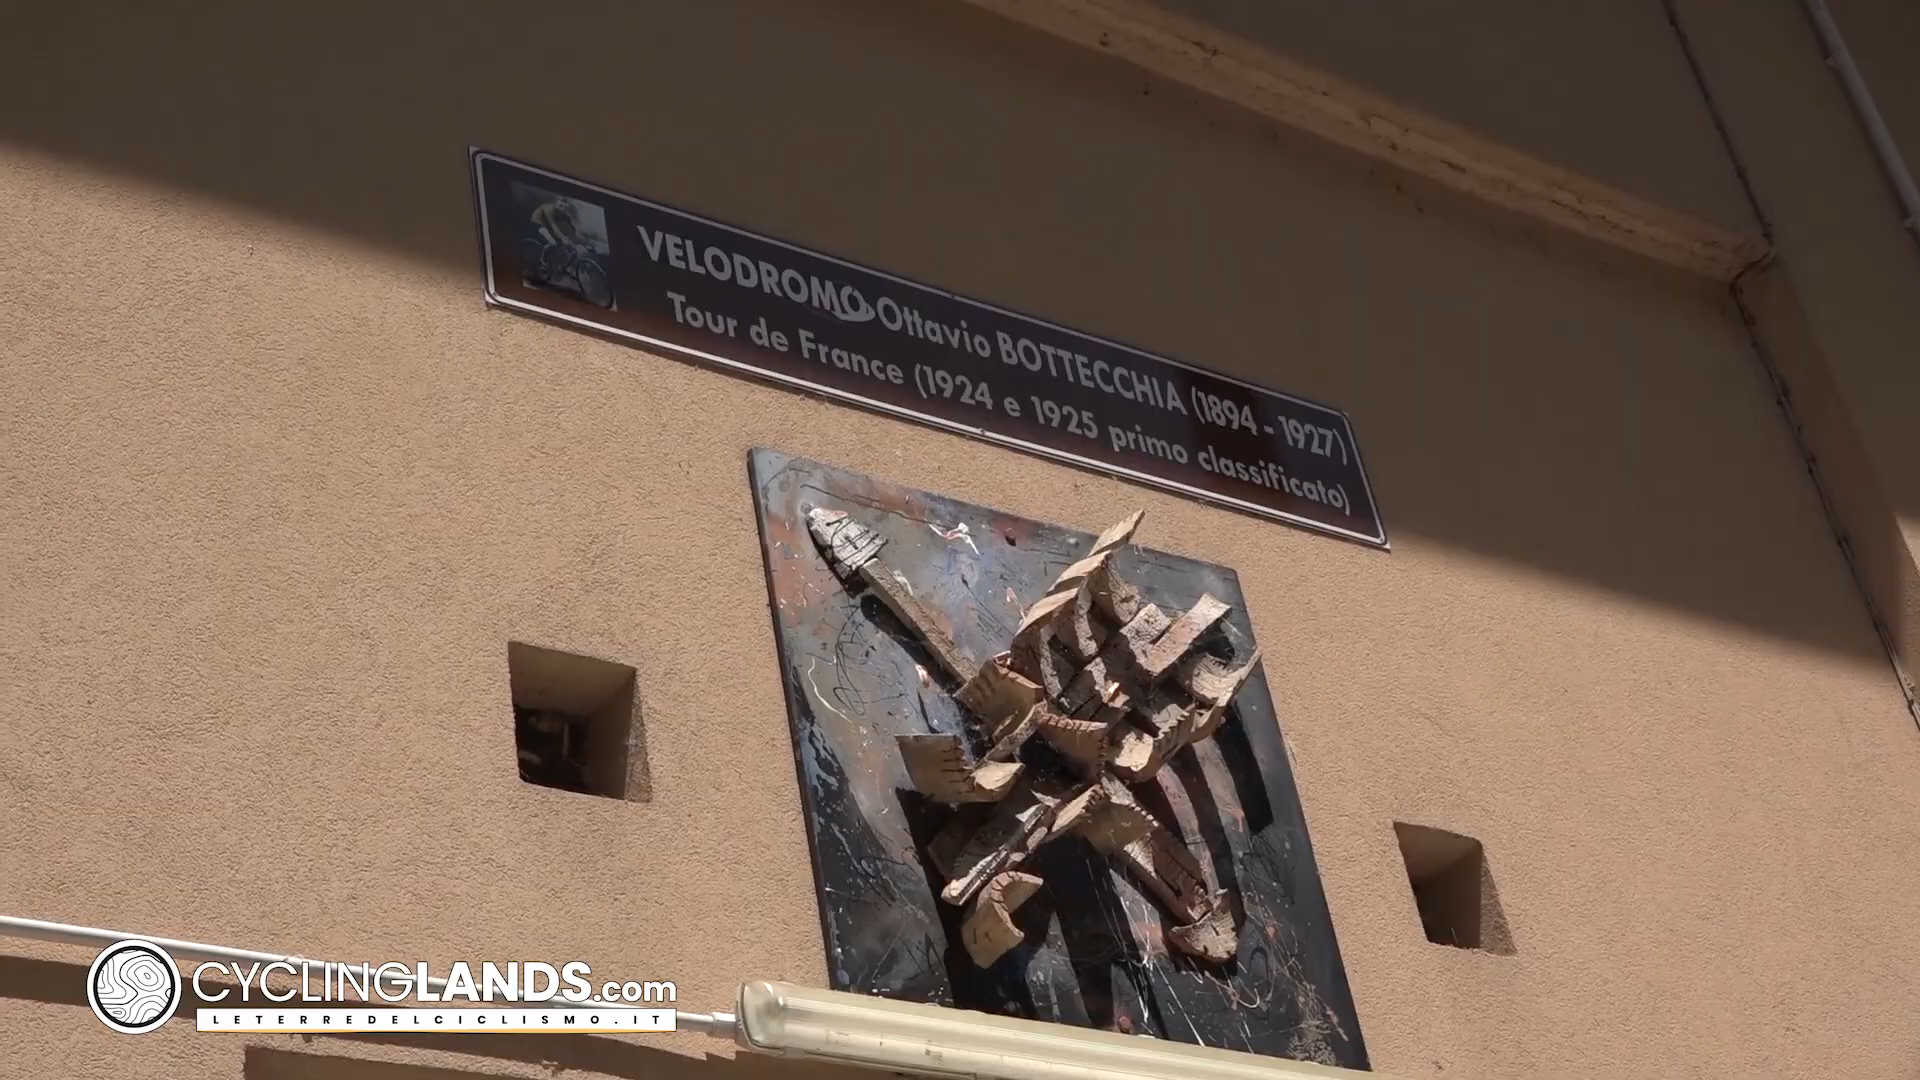 VELODROMO Ottavio BOTTECCHIA (1894 - 1927)
Tour de France (1924 e 1925 primo classificato)
CYCLINGLANDS.com
LETERREDELCICLISMO.IT